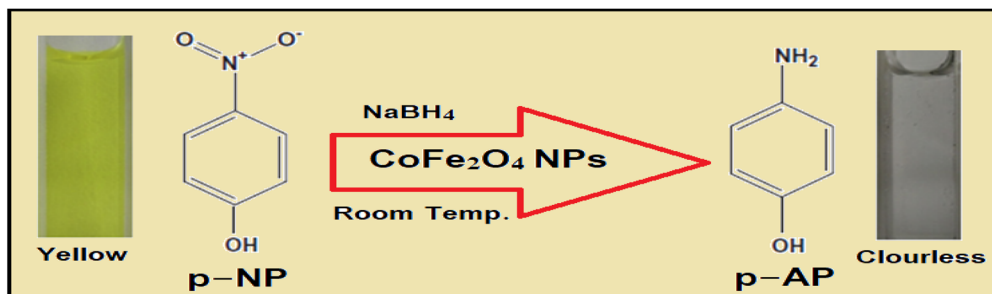 O
O⁻
N⁺
OH
Yellow
p–NP
NaBH₄
CoFe₂O₄ NPs
Room Temp.
NH₂
OH
p–AP
Clourless